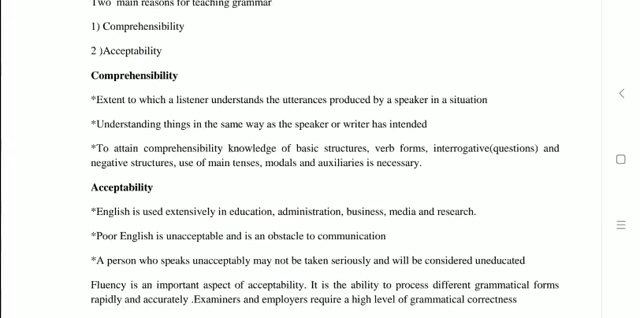 Two main reasons for teaching grammar
1) Comprehensibility
2 )Acceptability
Comprehensibility
*Extent to which a listener understands the utterances produced by a speaker in a situation
*Understanding things in the same way as the speaker or writer has intended
*To attain comprehensibility knowledge of basic structures, verb forms, interrogative(questions) and
negative structures, use of main tenses, modals and auxiliaries is necessary.
Acceptability
*English is used extensively in education, administration, business, media and research.
*Poor English is unacceptable and is an obstacle to communication
*A person who speaks unacceptably may not be taken seriously and will be considered uneducated
Fluency is an important aspect of acceptability. It is the ability to process different grammatical forms
rapidly and accurately .Examiners and employers require a high level of grammatical correctness